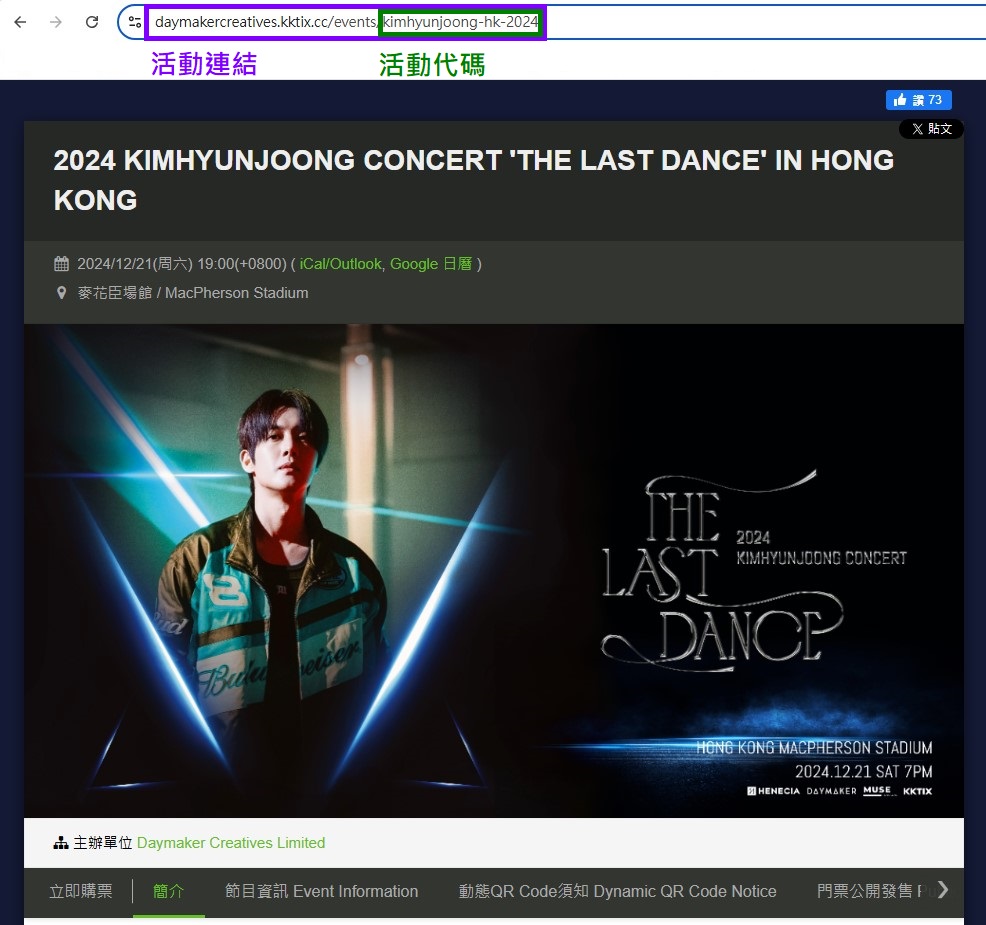 daymakercreatives.kktix.cc/events/kimhyunjoong-hk-2024
活動連結 活動代碼
讚 73
貼文
2024 KIMHYUNJOONG CONCERT 'THE LAST DANCE' IN HONG
KONG
2024/12/21(周六) 19:00(+0800) ( iCal/Outlook, Google 日曆 )
麥花臣場館 / MacPherson Stadium
B
Budweiser
THE
LAST
DANCE
2024
KIMHYUNJOONG CONCERT
HONG KONG MACPHERSON STADIUM
2024.12.21 SAT 7PM
HENECIA DAYMAKER MUSE KKTIX
主辦單位 Daymaker Creatives Limited
立即購票 簡介 節目資訊 Event Information 動態QR Code須知 Dynamic QR Code Notice 門票公開發售